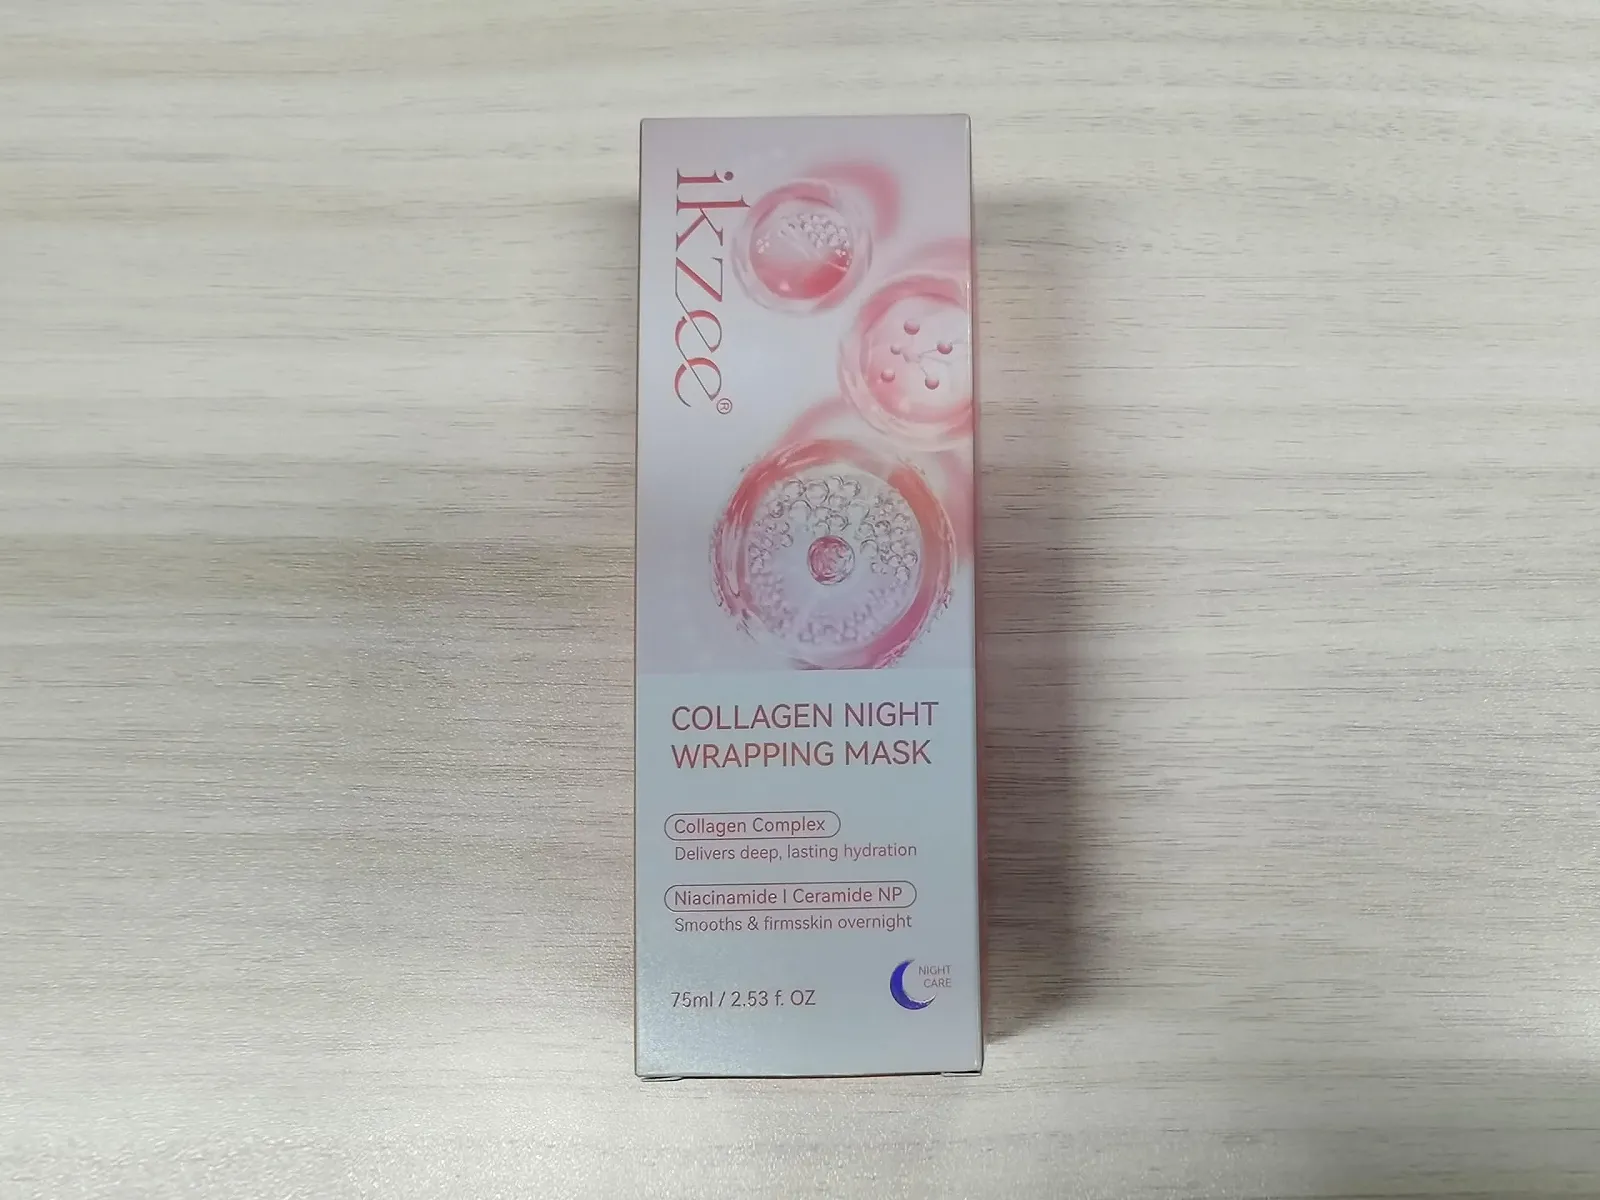 ikzee®
COLLAGEN NIGHT
WRAPPING MASK
Collagen Complex
Delivers deep, lasting hydration
Niacinamide | Ceramide NP
Smooths & firmsskin overnight
75ml / 2.53 f. OZ
NIGHT
CARE